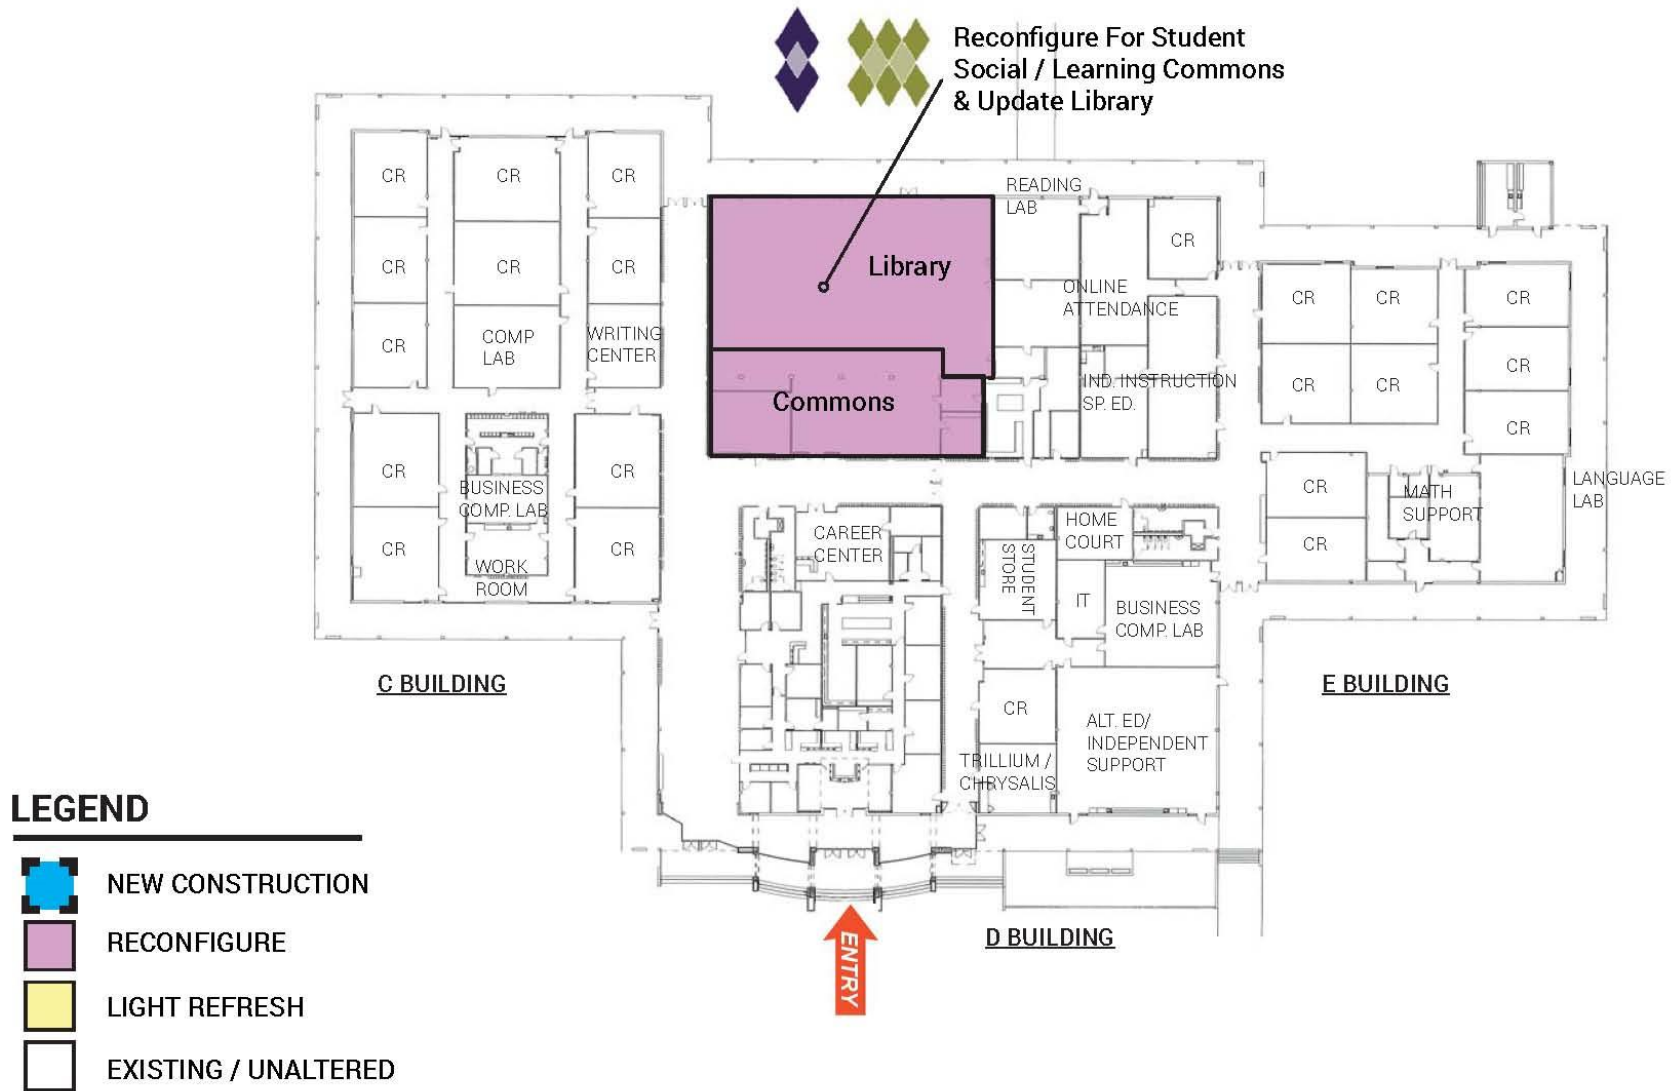 Reconfigure For Student
Social / Learning Commons
& Update Library
CR
CR
CR
CR
CR
CR
CR
COMP
LAB
WRITING
CENTER
CR
BUSINESS
COMP. LAB
CR
CR
WORK
ROOM
CR
C BUILDING
Library
Commons
READING
LAB
CR
ONLINE
ATTENDANCE
IND. INSTRUCTION
SP. ED.
CAREER
CENTER
STUDENT
STORE
HOME
COURT
IT
BUSINESS
COMP. LAB
CR
ALT. ED/
INDEPENDENT
SUPPORT
TRILLIUM /
CHRYSALIS
D BUILDING
ENTRY
CR
CR
CR
CR
CR
CR
CR
CR
CR
MATH
SUPPORT
LANGUAGE
LAB
E BUILDING
LEGEND
NEW CONSTRUCTION
RECONFIGURE
LIGHT REFRESH
EXISTING / UNALTERED